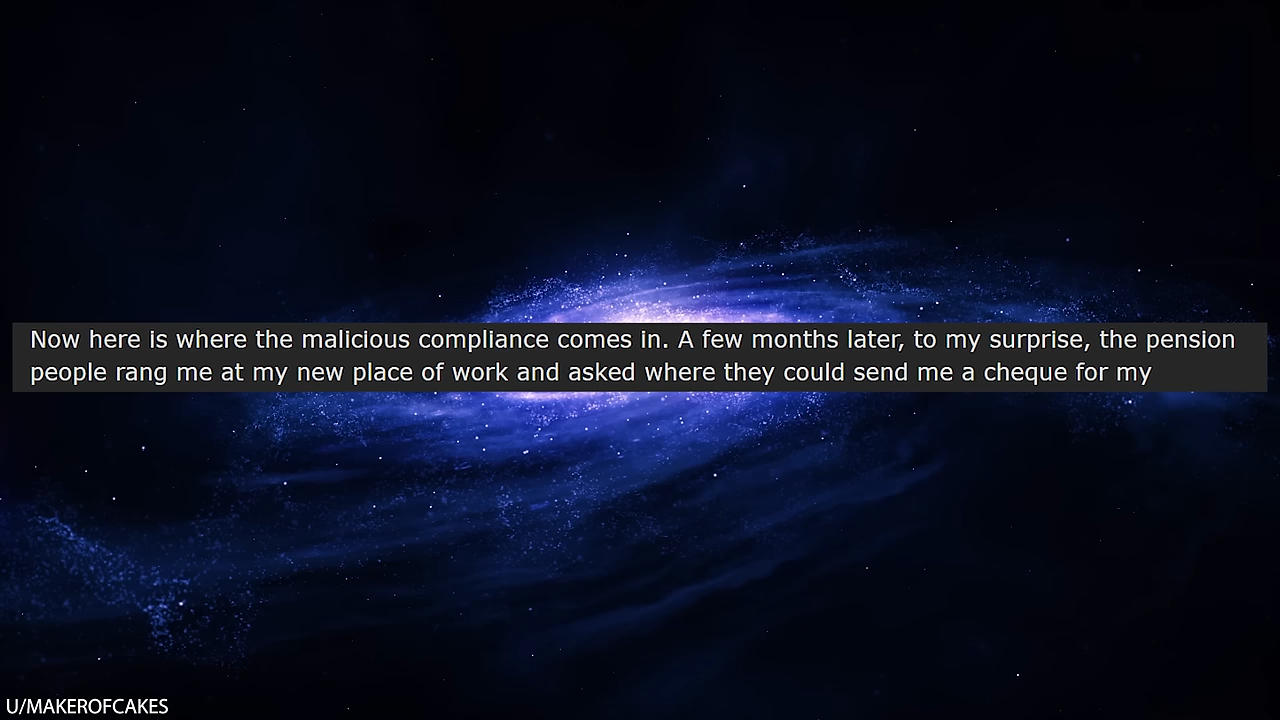 Now here is where the malicious compliance comes in. A few months later, to my surprise, the pension
people rang me at my new place of work and asked where they could send me a cheque for my
U/MAKEROFCAKES